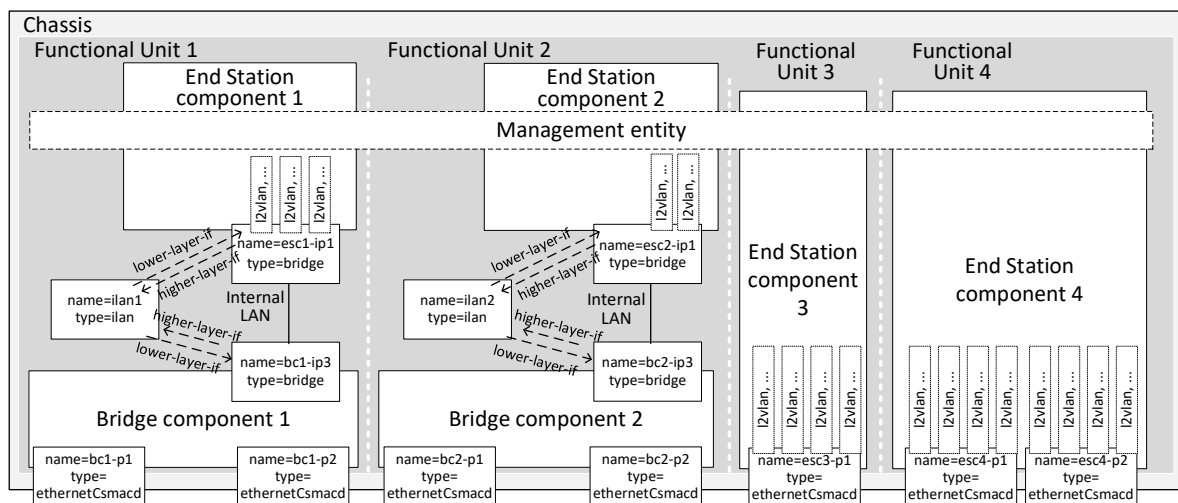 Chassis
Functional Unit 1
Functional Unit 2
Functional
Unit 3
Functional
Unit 4
End Station
component 1
End Station
component 2
Management entity
l2vlan, ...
l2vlan, ...
l2vlan, ...
l2vlan, ...
l2vlan, ...
name=esc1-ip1
type=bridge
name=esc2-ip1
type=bridge
lower-layer-if
higher-layer-if
lower-layer-if
higher-layer-if
End Station
component
3
End Station
component 4
name=ilan1
type=ilan
Internal
LAN
name=ilan2
type=ilan
Internal
LAN
higher-layer-if
lower-layer-if
higher-layer-if
lower-layer-if
name=bc1-ip3
type=bridge
name=bc2-ip3
type=bridge
l2vlan, ...
l2vlan, ...
l2vlan, ...
l2vlan, ...
l2vlan, ...
l2vlan, ...
l2vlan, ...
l2vlan, ...
l2vlan, ...
l2vlan, ...
l2vlan, ...
l2vlan, ...
Bridge component 1
Bridge component 2
name=bc1-p1
type=
ethernetCsmacd
name=bc1-p2
type=
ethernetCsmacd
name=bc2-p1
type=
ethernetCsmacd
name=bc2-p2
type=
ethernetCsmacd
name=esc3-p1
type=
ethernetCsmacd
name=esc4-p1
type=
ethernetCsmacd
name=esc4-p2
type=
ethernetCsmacd